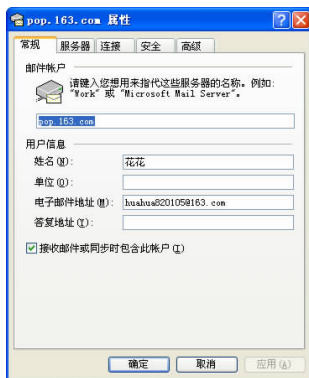 pop.163.com 属性
常规 服务器 连接 安全 高级
邮件帐户
请键入您想用来指代这些服务器的名称。例如:
"Work" 或 "Microsoft Mail Server"。
pop.163.com
用户信息
姓名(N): 花花
单位(O):
电子邮件地址(M): huahua820105@163.com
答复地址(Y):
接收邮件或同步时包含此帐户(I)
确定 取消 应用(A)